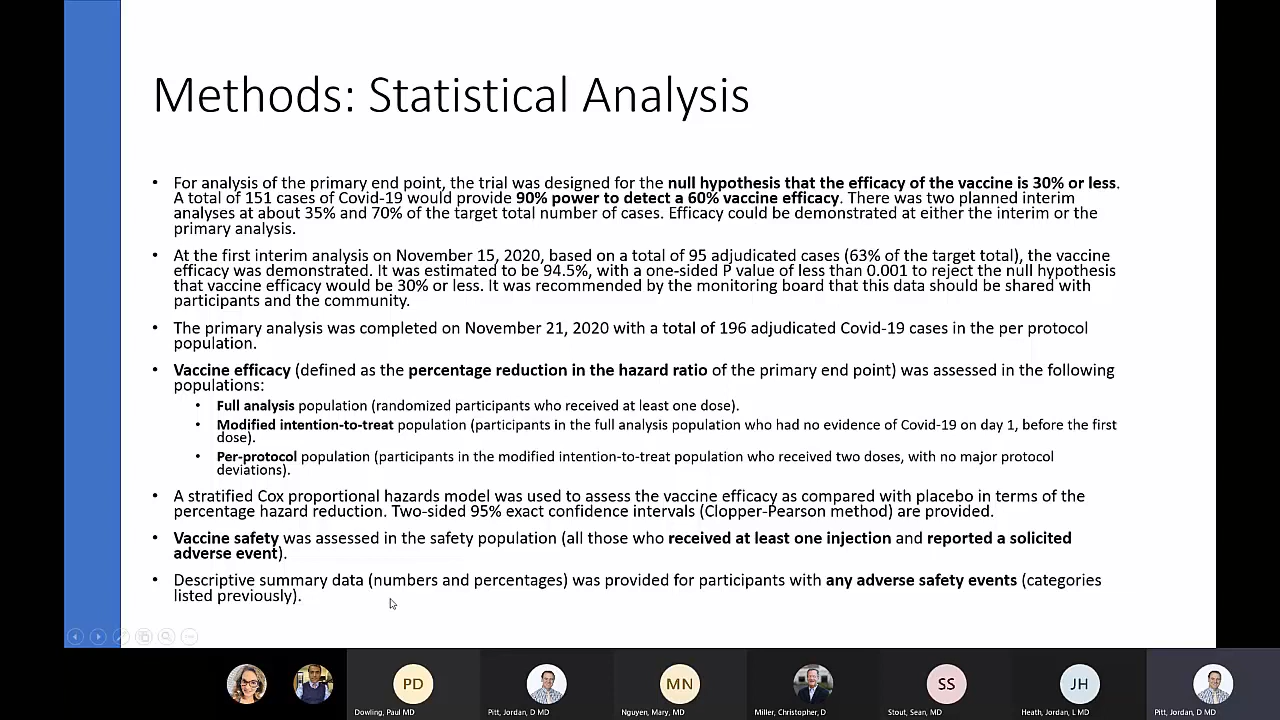 Methods: Statistical Analysis
• For analysis of the primary end point, the trial was designed for the null hypothesis that the efficacy of the vaccine is 30% or less.
A total of 151 cases of Covid-19 would provide 90% power to detect a 60% vaccine efficacy. There was two planned interim
analyses at about 35% and 70% of the target total number of cases. Efficacy could be demonstrated at either the interim or the
primary analysis.
• At the first interim analysis on November 15, 2020, based on a total of 95 adjudicated cases (63% of the target total), the vaccine
efficacy was demonstrated. It was estimated to be 94.5%, with a one-sided P value of less than 0.001 to reject the null hypothesis
that vaccine efficacy would be 30% or less. It was recommended by the monitoring board that this data should be shared with
participants and the community.
• The primary analysis was completed on November 21, 2020 with a total of 196 adjudicated Covid-19 cases in the per protocol
population.
• Vaccine efficacy (defined as the percentage reduction in the hazard ratio of the primary end point) was assessed in the following
populations:
• Full analysis population (randomized participants who received at least one dose).
• Modified intention-to-treat population (participants in the full analysis population who had no evidence of Covid-19 on day 1, before the first
dose).
• Per-protocol population (participants in the modified intention-to-treat population who received two doses, with no major protocol
deviations).
• A stratified Cox proportional hazards model was used to assess the vaccine efficacy as compared with placebo in terms of the
percentage hazard reduction. Two-sided 95% exact confidence intervals (Clopper-Pearson method) are provided.
• Vaccine safety was assessed in the safety population (all those who received at least one injection and reported a solicited
adverse event).
• Descriptive summary data (numbers and percentages) was provided for participants with any adverse safety events (categories
listed previously).
PD
MN
SS
JH
Dowling, Paul MD
Pitt, Jordan, D MD
Nguyen, Mary, MD
Miller, Christopher, D
Stout, Sean, MD
Heath, Jordan, L MD
Pitt, Jordan, D MD